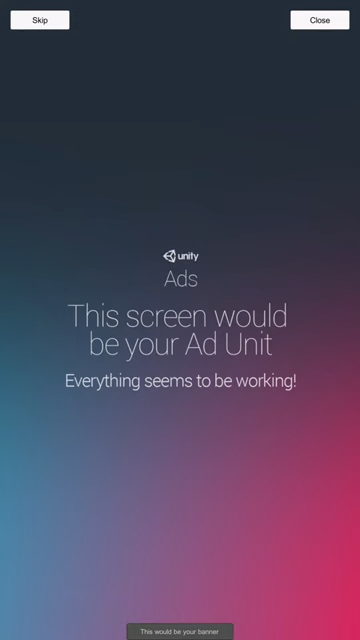 Skip
Close
unity
Ads
This screen would
be your Ad Unit
Everything seems to be working!
This would be your banner